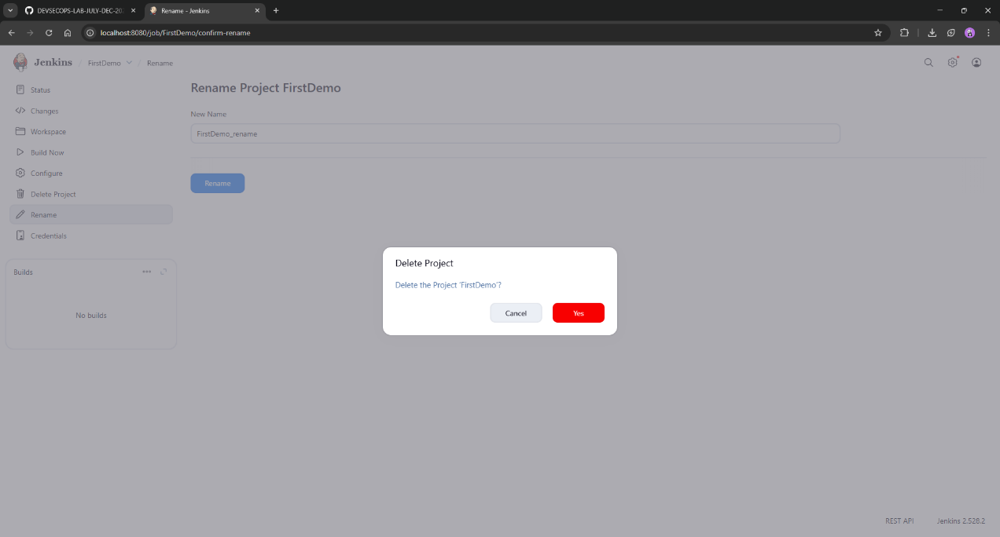 DEVSECOPS-LAB-JULY-DEC-20
Rename - Jenkins
localhost:8080/job/FirstDemo/confirm-rename
Jenkins / FirstDemo / Rename
Status
Changes
Workspace
Build Now
Configure
Delete Project
Rename
Credentials
Builds
No builds
Rename Project FirstDemo
New Name
FirstDemo_rename
Rename
Delete Project
Delete the Project ‘FirstDemo’?
Cancel Yes
REST API Jenkins 2.528.2